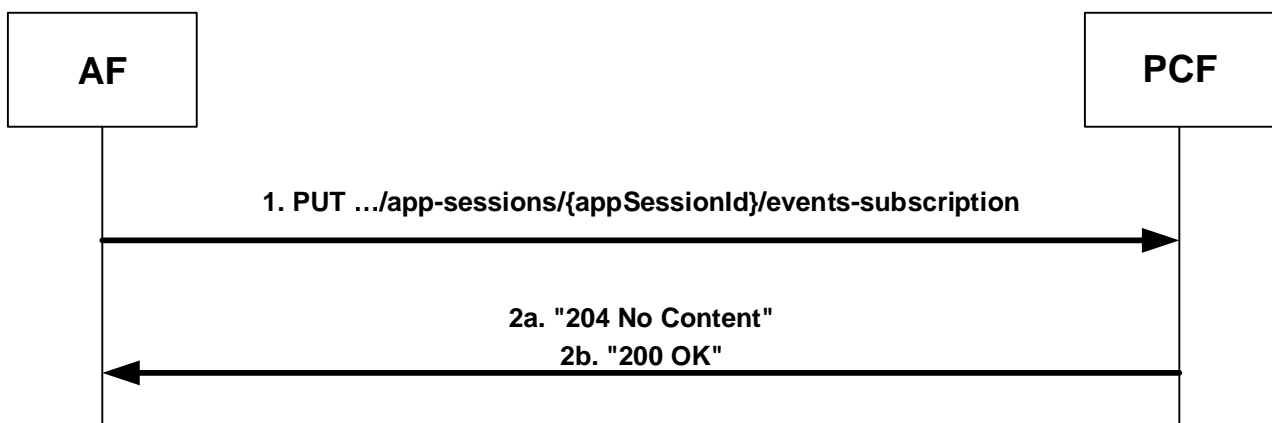 AF
PCF
1. PUT …/app-sessions/{appSessionId}/events-subscription
2a. "204 No Content"
2b. "200 OK"